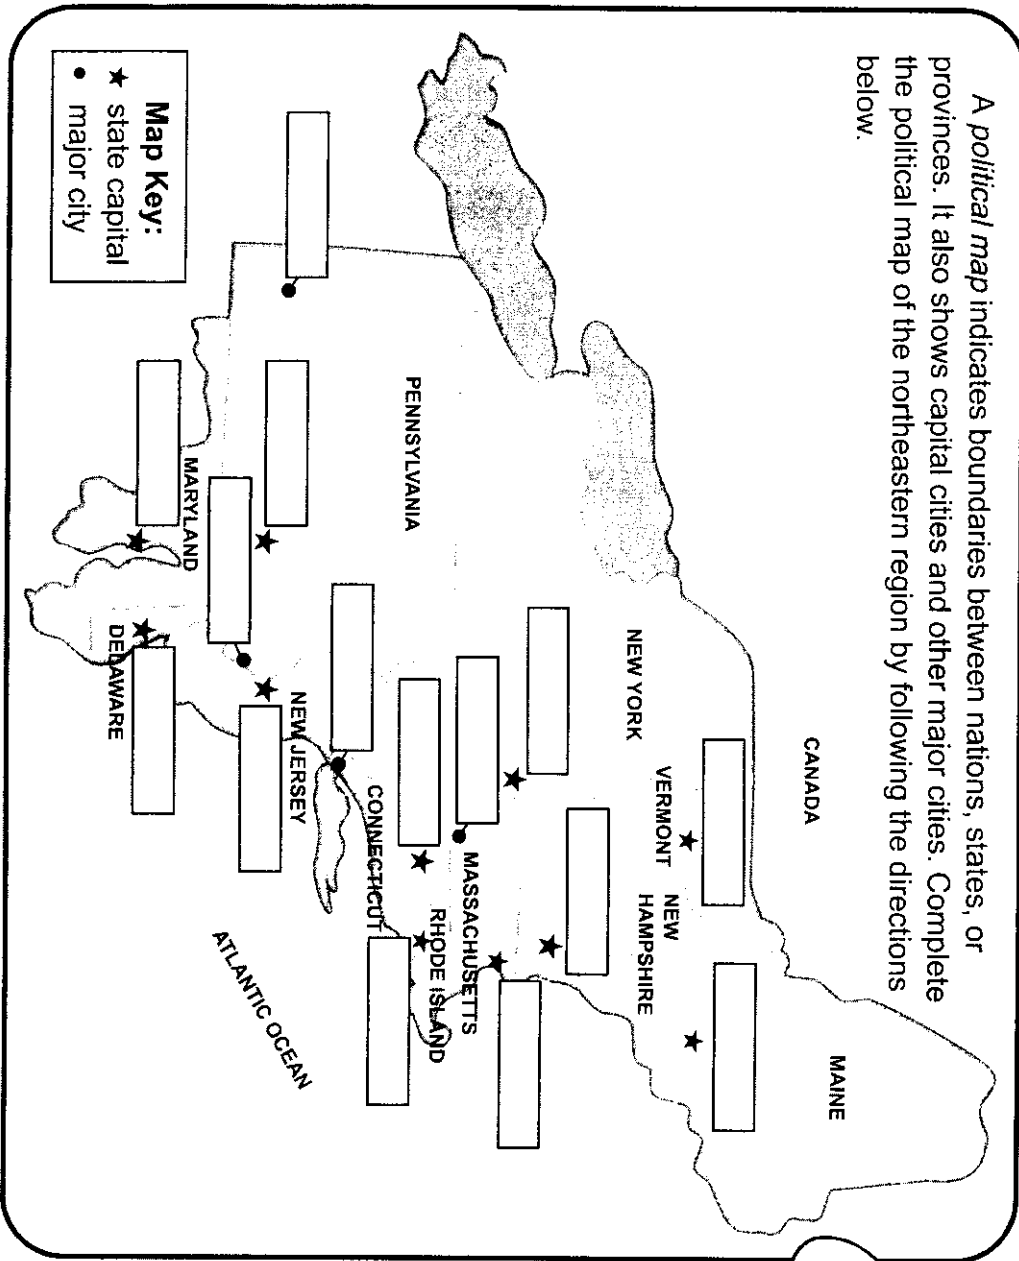 A political map indicates boundaries between nations, states, or
provinces. It also shows capital cities and other major cities. Complete
the political map of the northeastern region by following the directions
below.
CANADA
MAINE
VERMONT
NEW
HAMPSHIRE
NEW YORK
MASSACHUSETTS
RHODE ISLAND
CONNECTICUT
PENNSYLVANIA
NEW JERSEY
ATLANTIC OCEAN
MARYLAND
DELAWARE
Map Key:
★ state capital
● major city